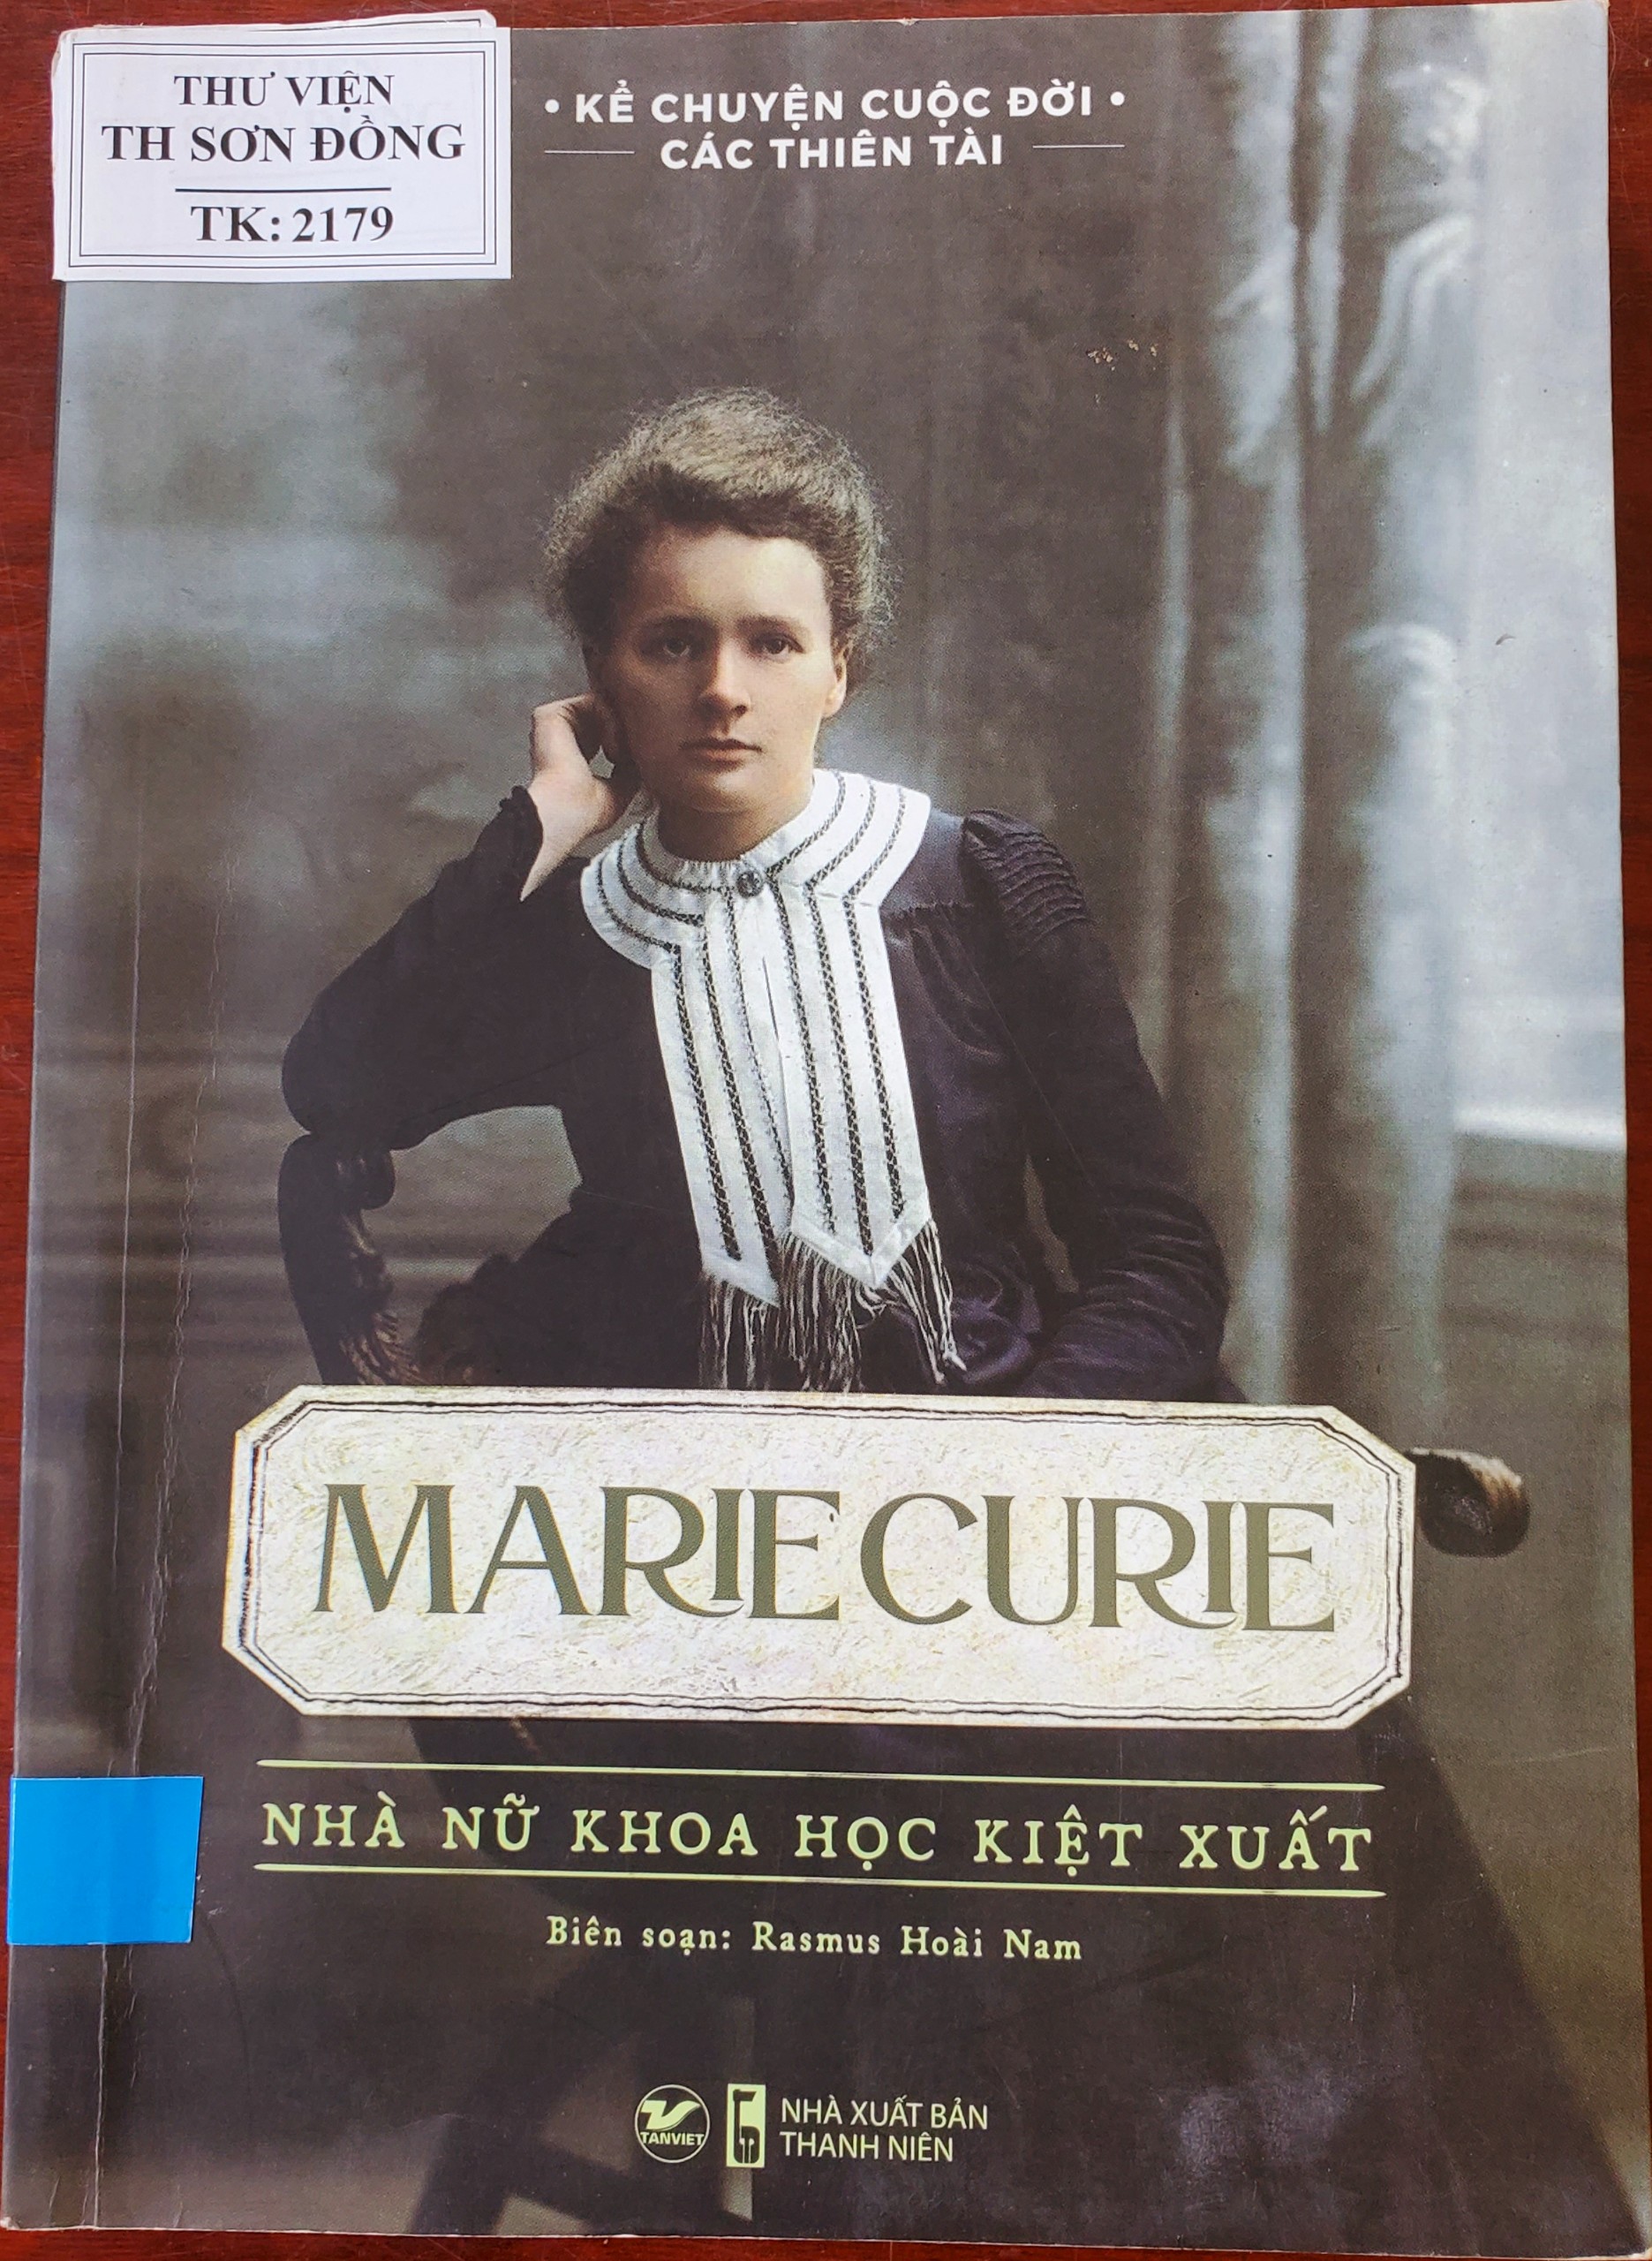 THƯ VIỆN
TH SƠN ĐỒNG
TK: 2179
• KỂ CHUYỆN CUỘC ĐỜI •
CÁC THIÊN TÀI
MARIE CURIE
NHÀ NỮ KHOA HỌC KIỆT XUẤT
Biên soạn: Rasmus Hoài Nam
TANVIET
NHÀ XUẤT BẢN
THANH NIÊN